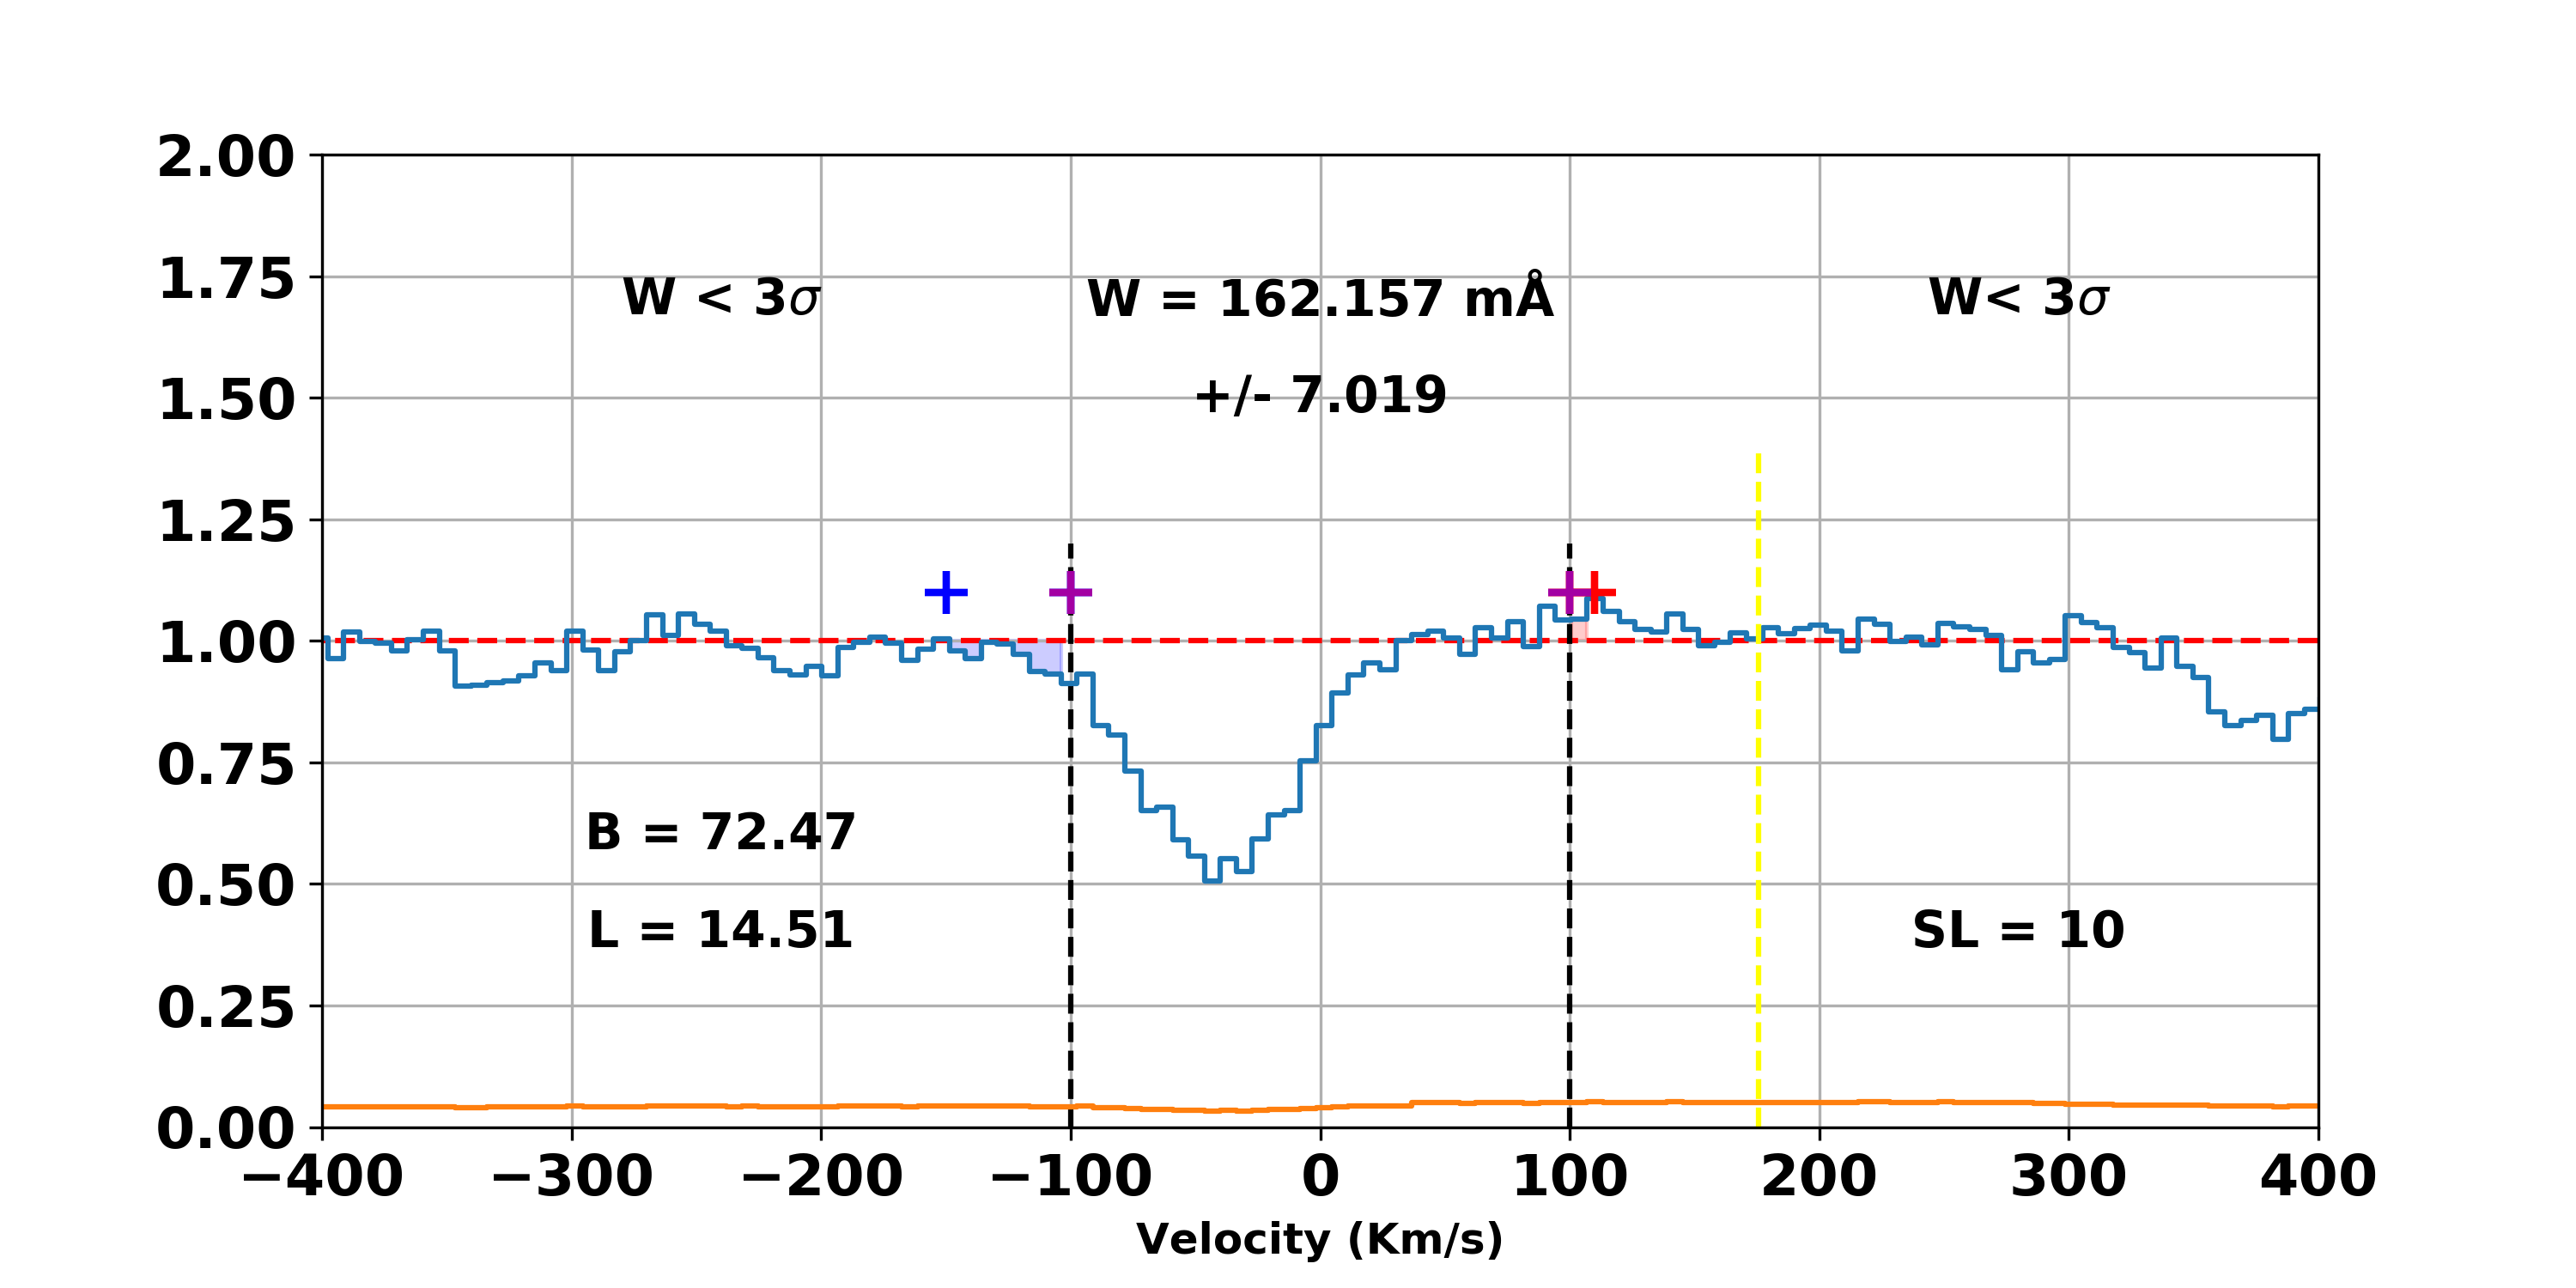 2.00
1.75
W < 3σ
W = 162.157 mÅ
W< 3σ
1.50
+/- 7.019
1.25
1.00
0.75
B = 72.47
0.50
L = 14.51
SL = 10
0.25
0.00
−400 −300 −200 −100 0 100 200 300 400
Velocity (Km/s)